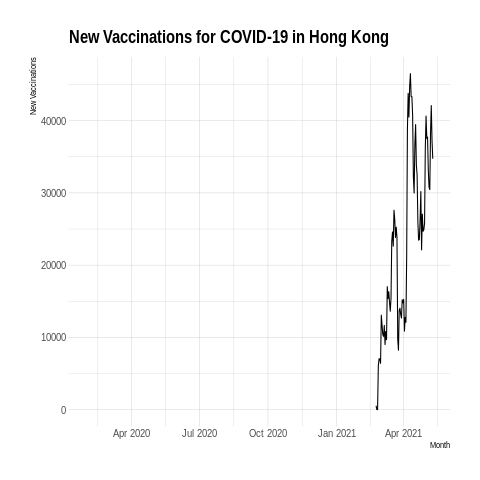 New Vaccinations for COVID-19 in Hong Kong
New Vaccinations
40000
30000
20000
10000
0
Apr 2020 Jul 2020 Oct 2020 Jan 2021 Apr 2021
Month